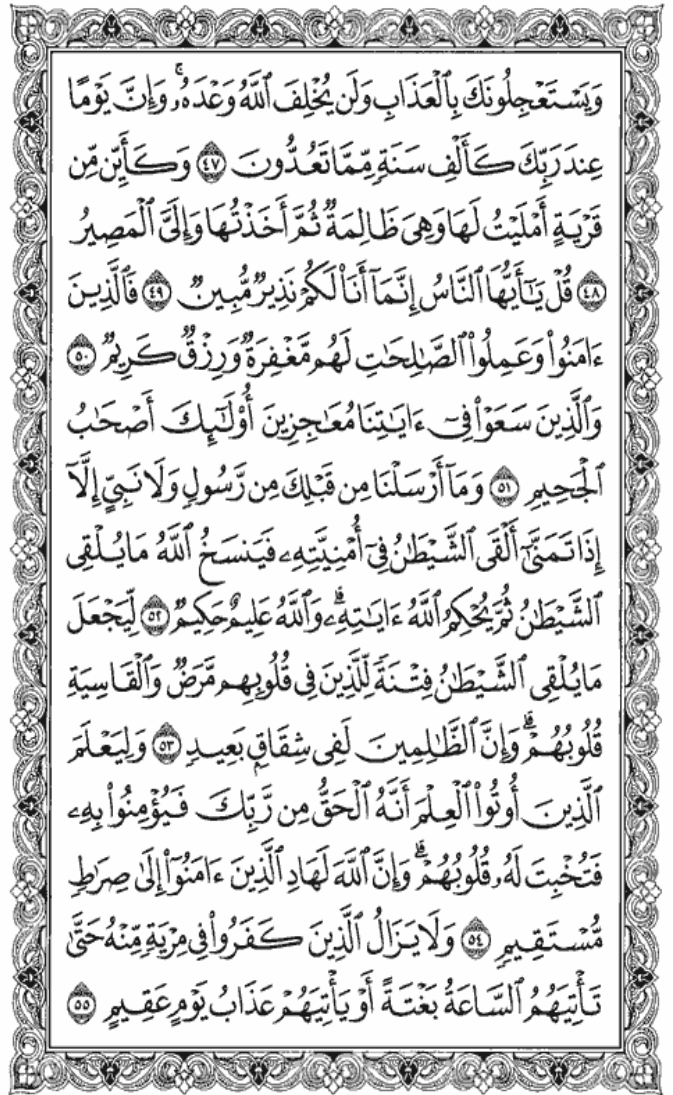 وَيَسْتَعْجِلُونَكَ بِٱلْعَذَابِ وَلَن يُخْلِفَ ٱللَّهُ وَعْدَهُۥۚ وَإِنَّ يَوْمًا
عِندَ رَبِّكَ كَأَلْفِ سَنَةٍ مِّمَّا تَعُدُّونَ ٤٧ وَكَأَيِّن مِّن
قَرْيَةٍ أَمْلَيْتُ لَهَا وَهِيَ ظَالِمَةٌ ثُمَّ أَخَذْتُهَا وَإِلَيَّ ٱلْمَصِيرُ
٤٨ قُلْ يَٰٓأَيُّهَا ٱلنَّاسُ إِنَّمَآ أَنَا۠ لَكُمْ نَذِيرٌ مُّبِينٌ ٤٩ فَٱلَّذِينَ
ءَامَنُوا۟ وَعَمِلُوا۟ ٱلصَّٰلِحَٰتِ لَهُم مَّغْفِرَةٌ وَرِزْقٌ كَرِيمٌ ٥٠
وَٱلَّذِينَ سَعَوْا۟ فِىٓ ءَايَٰتِنَا مُعَٰجِزِينَ أُو۟لَٰٓئِكَ أَصْحَٰبُ
ٱلْجَحِيمِ ٥١ وَمَآ أَرْسَلْنَا مِن قَبْلِكَ مِن رَّسُولٍ وَلَا نَبِىٍّ إِلَّآ
إِذَا تَمَنَّىٰٓ أَلْقَى ٱلشَّيْطَٰنُ فِىٓ أُمْنِيَّتِهِۦ فَيَنسَخُ ٱللَّهُ مَا يُلْقِى
ٱلشَّيْطَٰنُ ثُمَّ يُحْكِمُ ٱللَّهُ ءَايَٰتِهِۦۗ وَٱللَّهُ عَلِيمٌ حَكِيمٌ ٥٢ لِّيَجْعَلَ
مَا يُلْقِى ٱلشَّيْطَٰنُ فِتْنَةً لِّلَّذِينَ فِى قُلُوبِهِم مَّرَضٌ وَٱلْقَاسِيَةِ
قُلُوبُهُمْۗ وَإِنَّ ٱلظَّٰلِمِينَ لَفِى شِقَاقٍۭ بَعِيدٍ ٥٣ وَلِيَعْلَمَ
ٱلَّذِينَ أُوتُوا۟ ٱلْعِلْمَ أَنَّهُ ٱلْحَقُّ مِن رَّبِّكَ فَيُؤْمِنُوا۟ بِهِۦ
فَتُخْبِتَ لَهُۥ قُلُوبُهُمْۗ وَإِنَّ ٱللَّهَ لَهَادِ ٱلَّذِينَ ءَامَنُوٓا۟ إِلَىٰ صِرَٰطٍ
مُّسْتَقِيمٍ ٥٤ وَلَا يَزَالُ ٱلَّذِينَ كَفَرُوا۟ فِى مِرْيَةٍ مِّنْهُ حَتَّىٰ
تَأْتِيَهُمُ ٱلسَّاعَةُ بَغْتَةً أَوْ يَأْتِيَهُمْ عَذَابُ يَوْمٍ عَقِيمٍ ٥٥